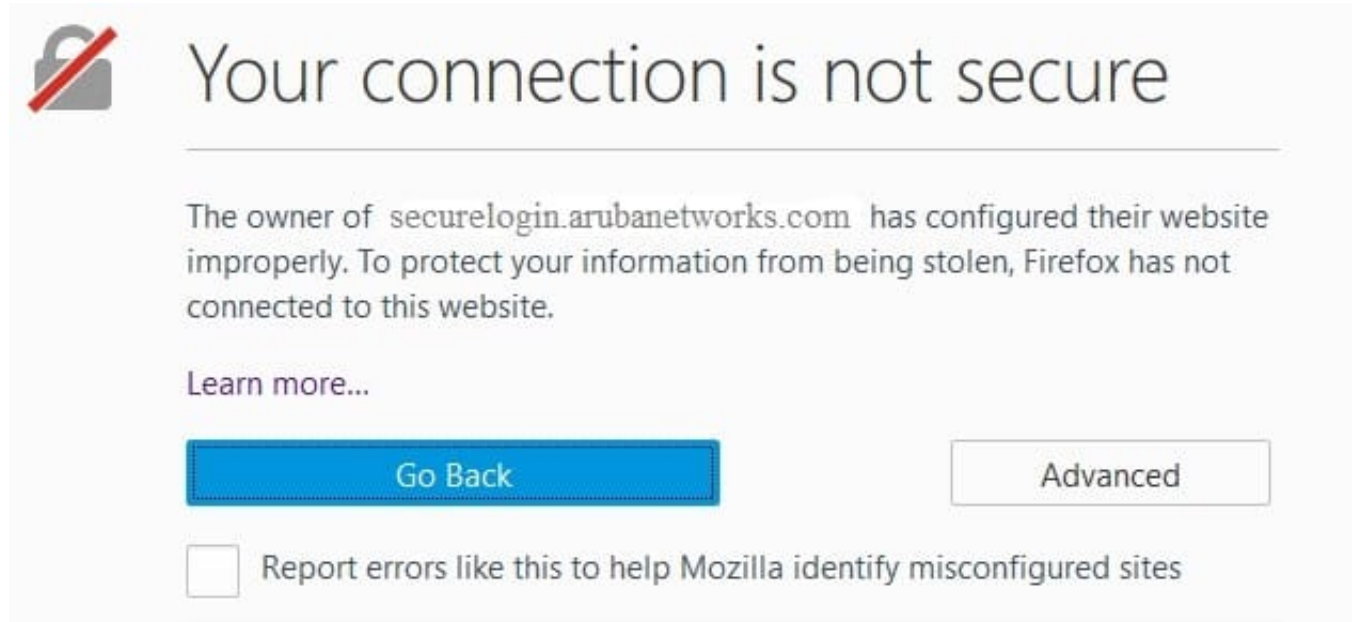 Your connection is not secure
The owner of securelogin.arubanetworks.com has configured their website
improperly. To protect your information from being stolen, Firefox has not
connected to this website.
Learn more...
Go Back
Advanced
Report errors like this to help Mozilla identify misconfigured sites